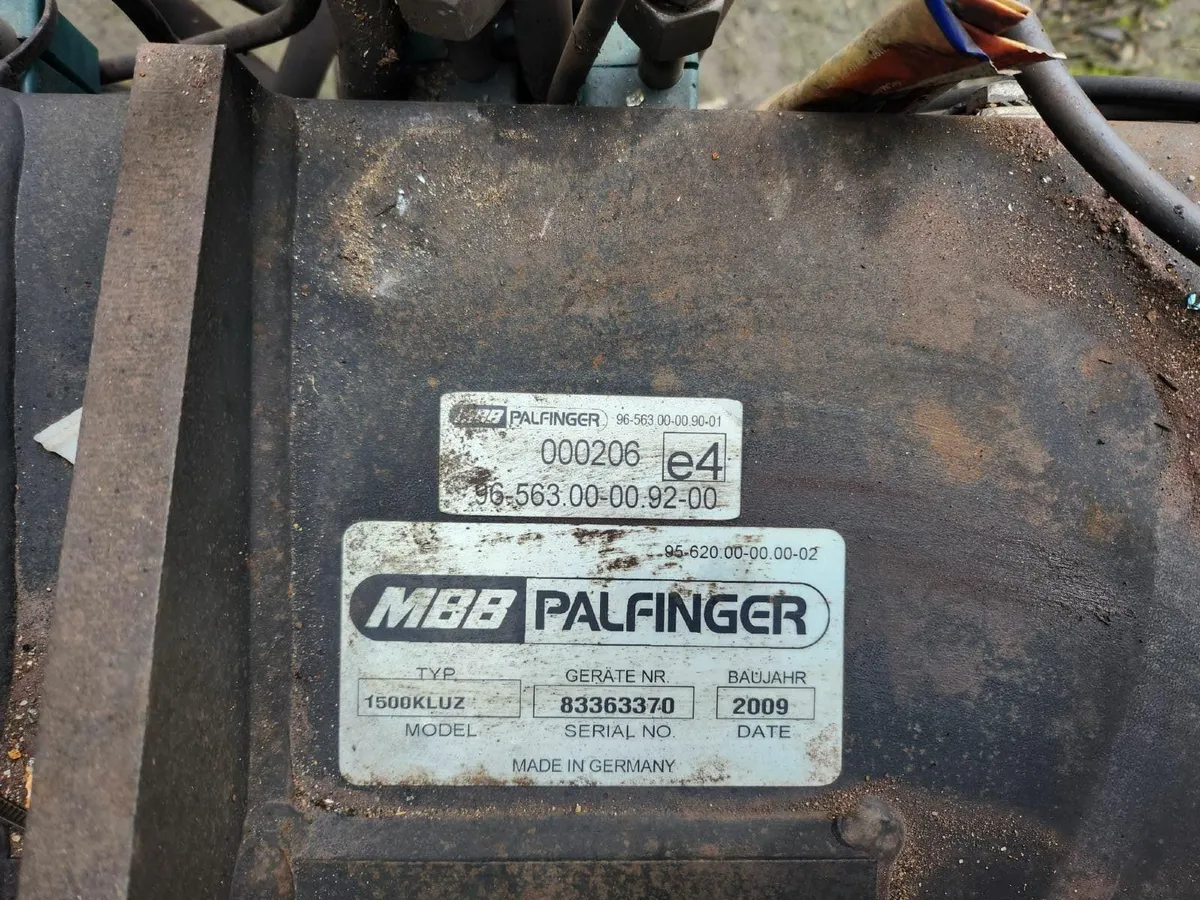 MBB PALFINGER 96-563.00-00.90-01
000206 e4
96-563.00-00.92-00
95-620.00-00.00-02
MBB PALFINGER
TYP GERÄTE NR. BAUJAHR
1500KLUZ 83363370 2009
MODEL SERIAL NO. DATE
MADE IN GERMANY